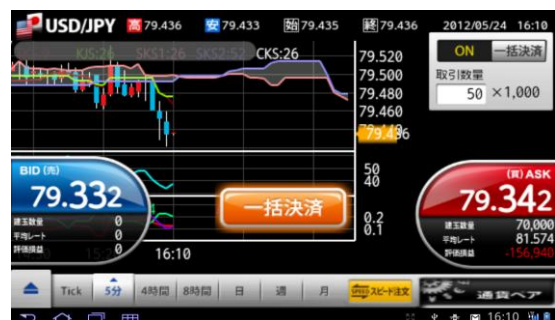 USD/JPY 高 79.436 安 79.433 始 79.435 終 79.436 2012/05/24 16:10
KJS:26 SKS1:26 SKS2-52 CKS:26
ON 一括決済
取引数量
50 ×1,000
79.520
79.500
79.480
79.460
BID (売)
79.332
建玉数量 0
平均レート 0
評価損益 0
一括決済
50
40
0.2
0.1
(買) ASK
79.342
建玉数量 70,000
平均レート 81.574
評価損益 -156,940
16:10
Tick 5分 4時間 8時間 日 週 月 SPEED スピード注文 通貨ペア
16:10